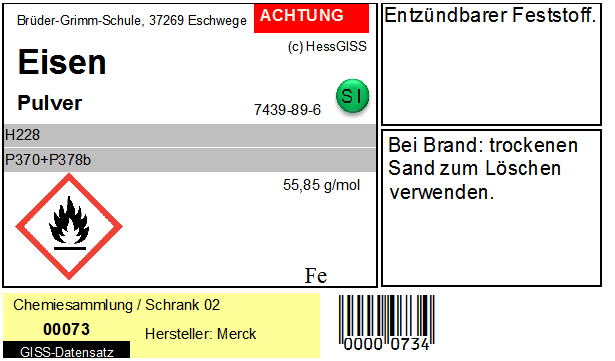 Brüder-Grimm-Schule, 37269 Eschwege
ACHTUNG
(c) HessGISS
Eisen
Pulver
7439-89-6
SI
H228
P370+P378b
55,85 g/mol
Fe
Entzündbarer Feststoff.
Bei Brand: trockenen
Sand zum Löschen
verwenden.
Chemiesammlung / Schrank 02
00073
Hersteller: Merck
GISS-Datensatz
0000 0734